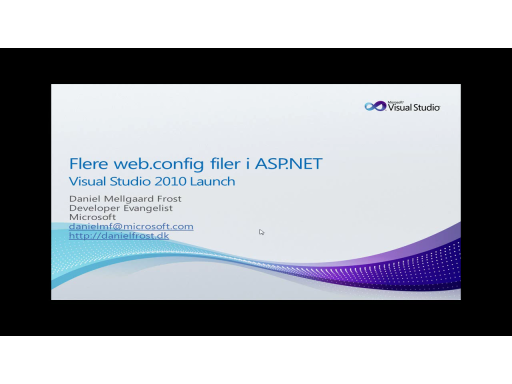 Microsoft
Visual Studio
Flere web.config filer i ASP.NET
Visual Studio 2010 Launch
Daniel Mellgaard Frost
Developer Evangelist
Microsoft
danielmf@microsoft.com
http://danielfrost.dk